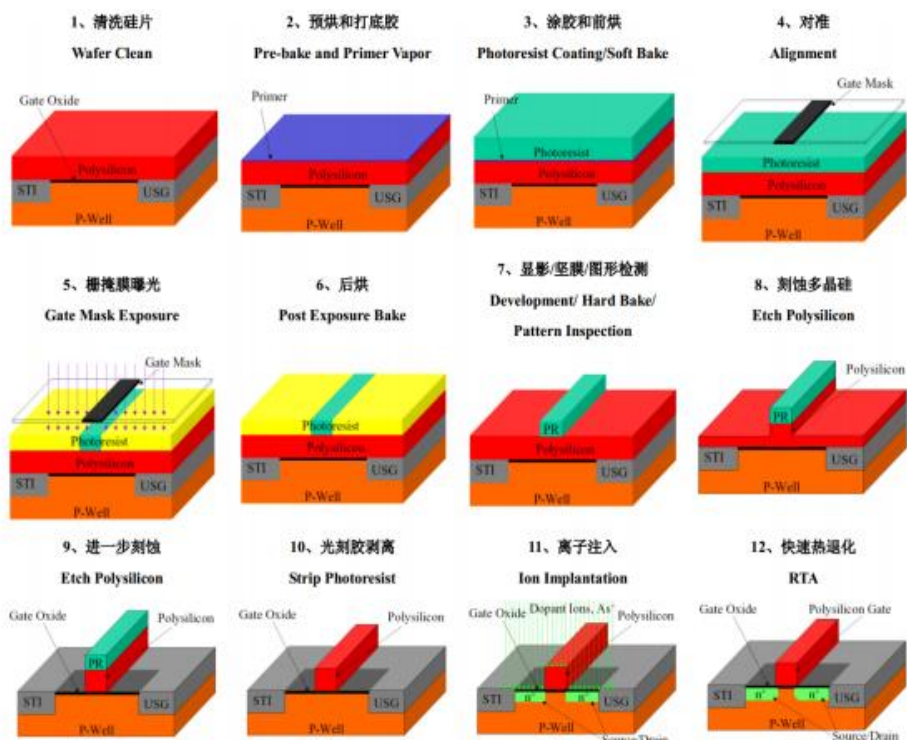 1、清洗硅片
Wafer Clean
Gate Oxide
Polysilicon
STI
USG
P-Well
2、预烘和打底胶
Pre-bake and Primer Vapor
Primer
Polysilicon
STI
USG
P-Well
3、涂胶和前烘
Photoresist Coating/Soft Bake
Primer
Photoresist
Polysilicon
STI
USG
P-Well
4、对准
Alignment
Gate Mask
Photoresist
Polysilicon
STI
USG
P-Well
5、栅掩膜曝光
Gate Mask Exposure
Gate Mask
Photoresist
Polysilicon
STI
USG
P-Well
6、后烘
Post Exposure Bake
Photoresist
Polysilicon
STI
USG
P-Well
7、显影/坚膜/图形检测
Development/ Hard Bake/
Pattern Inspection
PR
Polysilicon
STI
USG
P-Well
8、刻蚀多晶硅
Etch Polysilicon
Polysilicon
PR
STI
USG
P-Well
9、进一步刻蚀
Etch Polysilicon
Gate Oxide
Polysilicon
PR
STI
USG
P-Well
10、光刻胶剥离
Strip Photoresist
Gate Oxide
Polysilicon
STI
USG
P-Well
11、离子注入
Ion Implantation
Gate Oxide
Dopant Ions, As⁺
Polysilicon
STI
n⁺
n⁺
USG
P-Well
Source/Drain
12、快速热退化
RTA
Gate Oxide
Polysilicon Gate
STI
n⁺
n⁺
USG
P-Well
Source/Drain